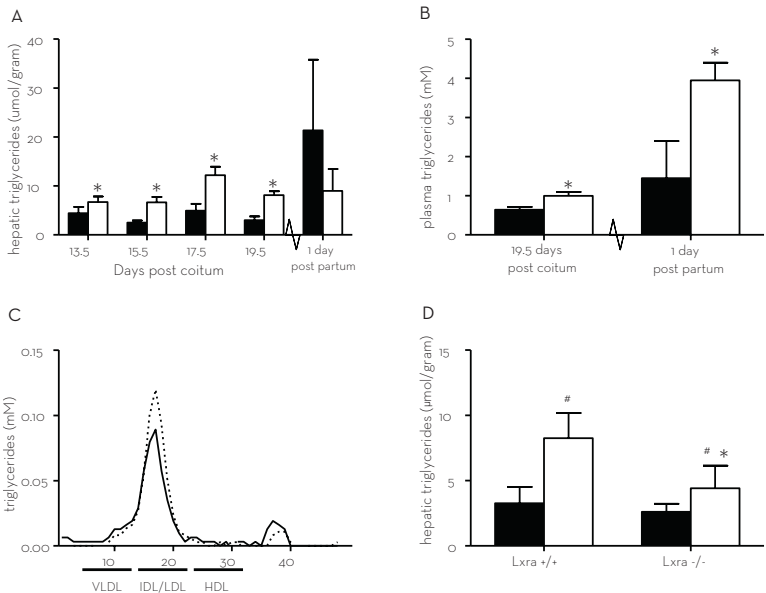 A
hepatic triglycerides (umol/gram)
40
30
20
10
0
*
*
*
*
13.5
15.5
17.5
19.5
1 day
post partum
Days post coitum
B
plasma triglycerides (mM)
5
4
3
2
1
0
*
*
19.5 days
post coitum
1 day
post partum
C
triglycerides (mM)
0.15
0.10
0.05
0.00
10
20
30
40
VLDL
IDL/LDL
HDL
D
hepatic triglycerides (μmol/gram)
15
10
5
0
#
# *
Lxra +/+
Lxra -/-